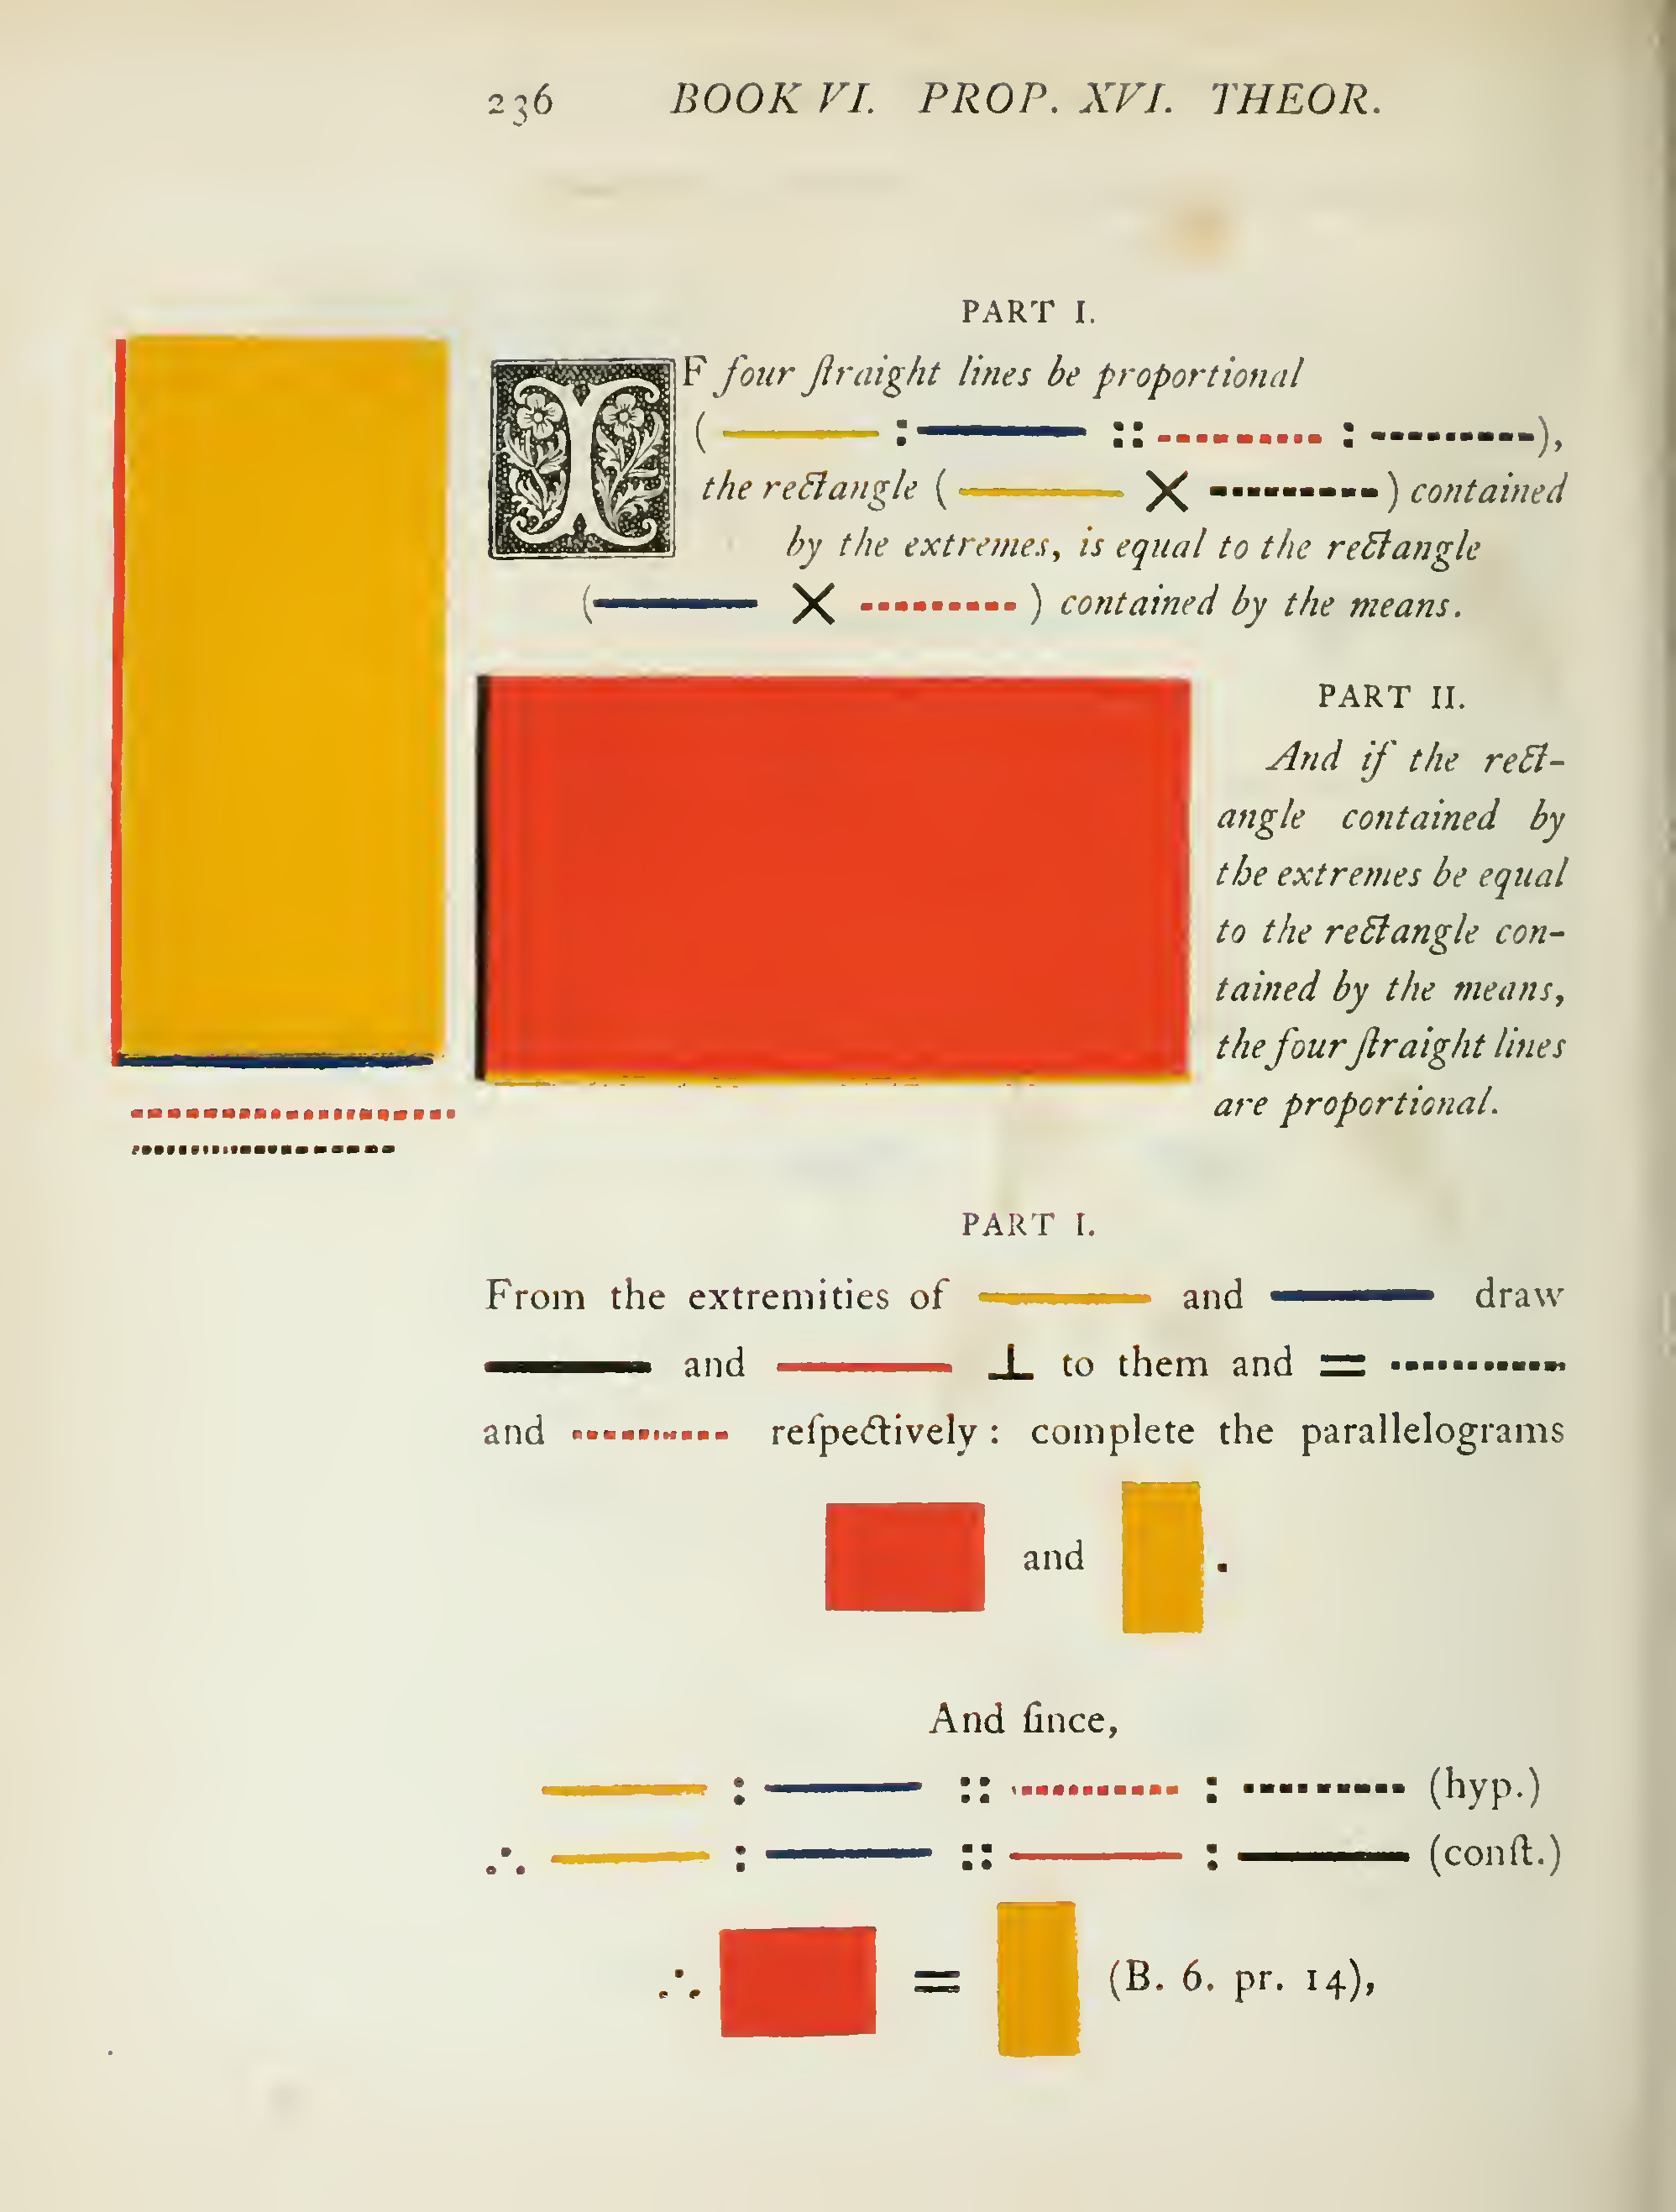 236 BOOK VI. PROP. XVI. THEOR.
PART I.
IF four ſtraight lines be proportional
( : :: : ),
the rectangle ( × ) contained
by the extremes, is equal to the rectangle
( × ) contained by the means.
PART II.
And if the rect-
angle contained by
the extremes be equal
to the rectangle con-
tained by the means,
the four ſtraight lines
are proportional.
PART I.
From the extremities of and draw
and ⊥ to them and =
and reſpectively : complete the parallelograms
and .
And ſince,
: :: : (hyp.)
∴ : :: : (conſt.)
∴ = (B. 6. pr. 14),